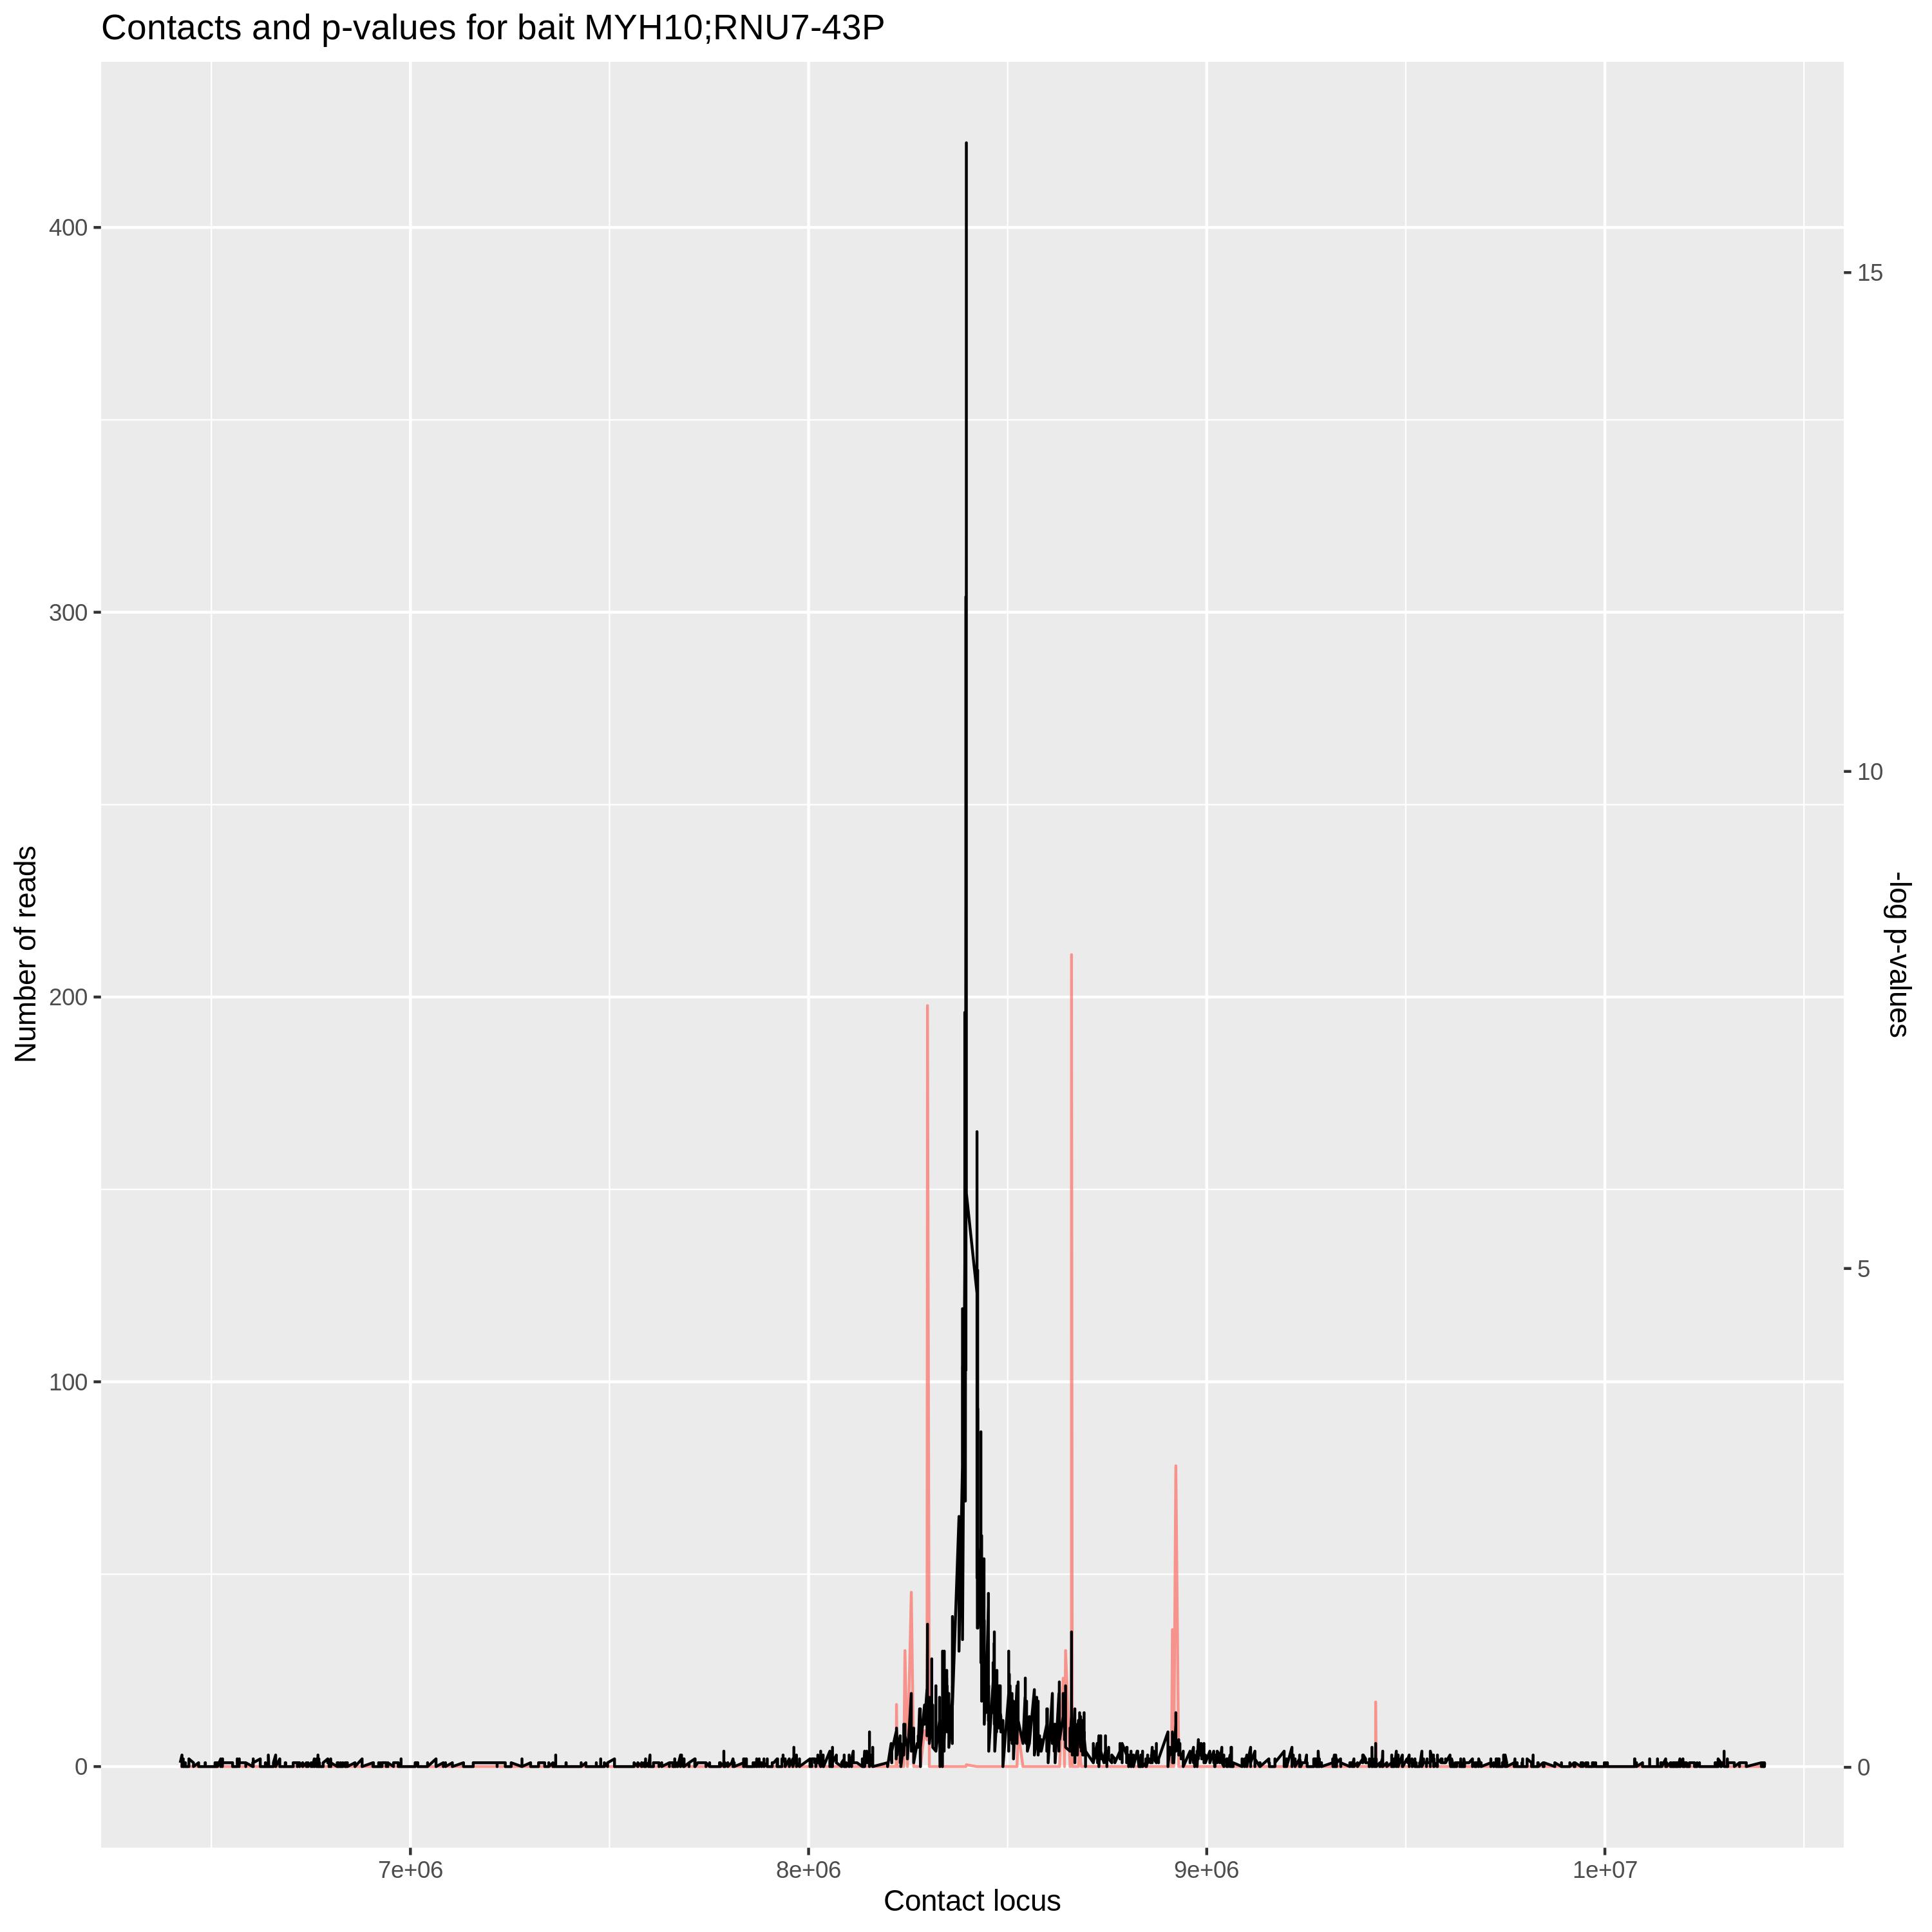 Contacts and p-values for bait MYH10;RNU7-43P
400
300
200
100
0
Number of reads
15
10
5
0
-log p-values
7e+06
8e+06
9e+06
1e+07
Contact locus